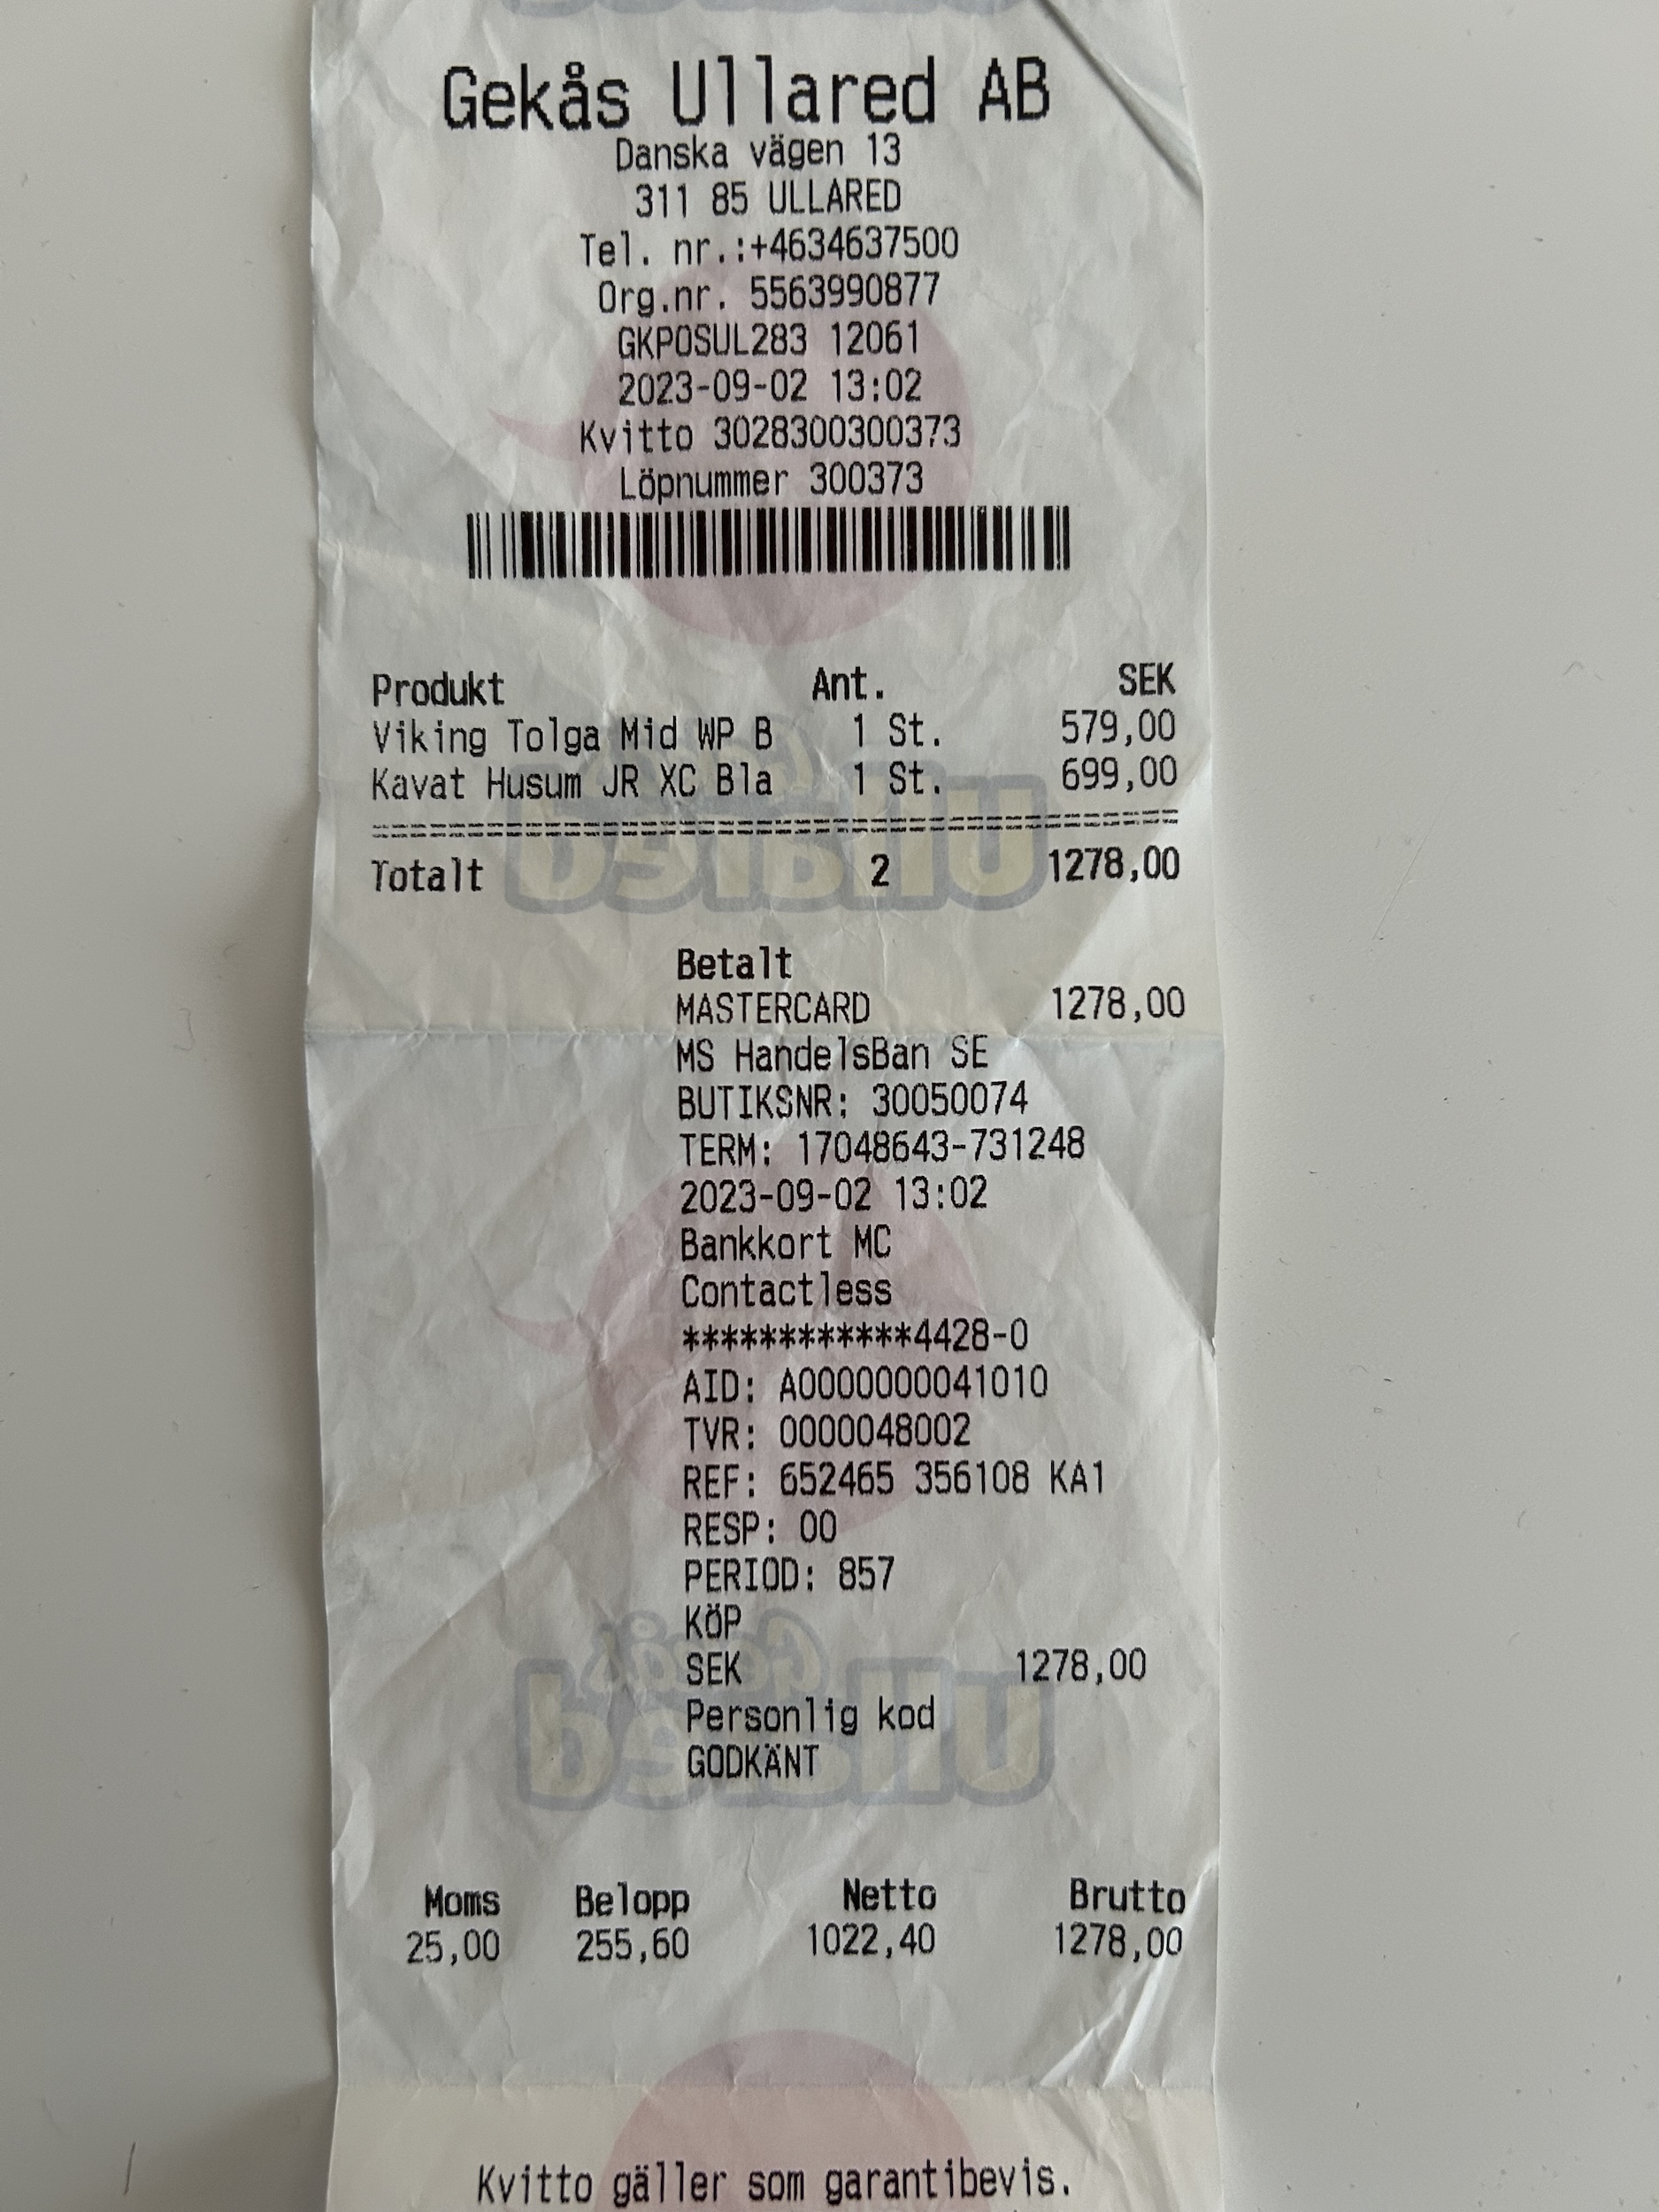 Gekås Ullared AB
Danska vägen 13
311 85 ULLARED
Tel. nr.:+4634637500
Org.nr. 5563990877
GKPOSUL283 12061
2023-09-02 13:02
Kvitto 3028300300373
Löpnummer 300373
Produkt Ant. SEK
Viking Tolga Mid WP B 1 St. 579,00
Kavat Husum JR XC Bla 1 St. 699,00
Totalt 2 1278,00
Betalt
MASTERCARD 1278,00
MS HandelsBan SE
BUTIKSNR: 30050074
TERM: 17048643-731248
2023-09-02 13:02
Bankkort MC
Contactless
************4428-0
AID: A0000000041010
TVR: 0000048002
REF: 652465 356108 KA1
RESP: 00
PERIOD: 857
KÖP
SEK 1278,00
Personlig kod
GODKÄNT
Moms Belopp Netto Brutto
25,00 255,60 1022,40 1278,00
Kvitto gäller som garantibevis.